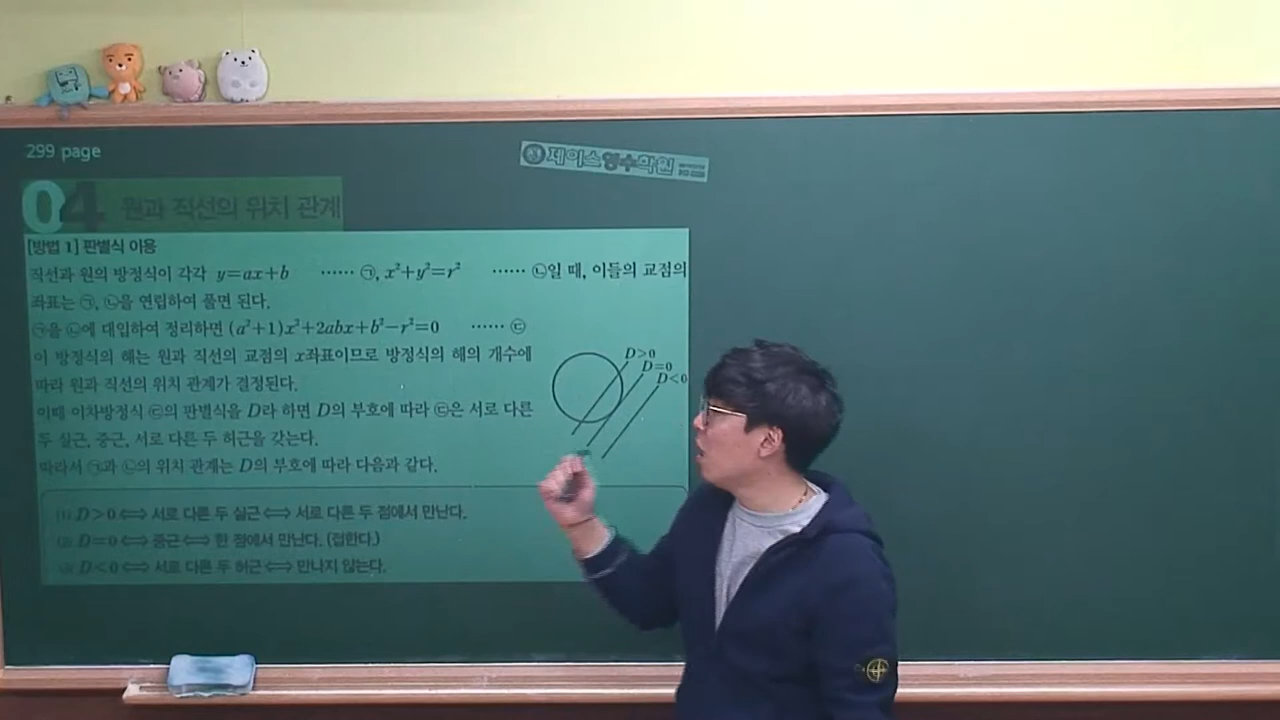 299 page
제이스영수학원
04 원과 직선의 위치 관계
[방법 1] 판별식 이용
직선과 원의 방정식이 각각 y=ax+b ······ ㉠, x²+y²=r² ······ ㉡일 때, 이들의 교점의
좌표는 ㉠, ㉡을 연립하여 풀면 된다.
㉠을 ㉡에 대입하여 정리하면 (a²+1)x²+2abx+b²-r²=0 ······ ㉢
이 방정식의 해는 원과 직선의 교점의 x좌표이므로 방정식의 해의 개수에
따라 원과 직선의 위치 관계가 결정된다.
이때 이차방정식 ㉢의 판별식을 D라 하면 D의 부호에 따라 ㉢은 서로 다른
두 실근, 중근, 서로 다른 두 허근을 갖는다.
따라서 ㉠과 ㉡의 위치 관계는 D의 부호에 따라 다음과 같다.
D>0
D=0
D<0
(1) D>0 ⟺ 서로 다른 두 실근 ⟺ 서로 다른 두 점에서 만난다.
(2) D=0 ⟺ 중근 ⟺ 한 점에서 만난다. (접한다.)
(3) D<0 ⟺ 서로 다른 두 허근 ⟺ 만나지 않는다.